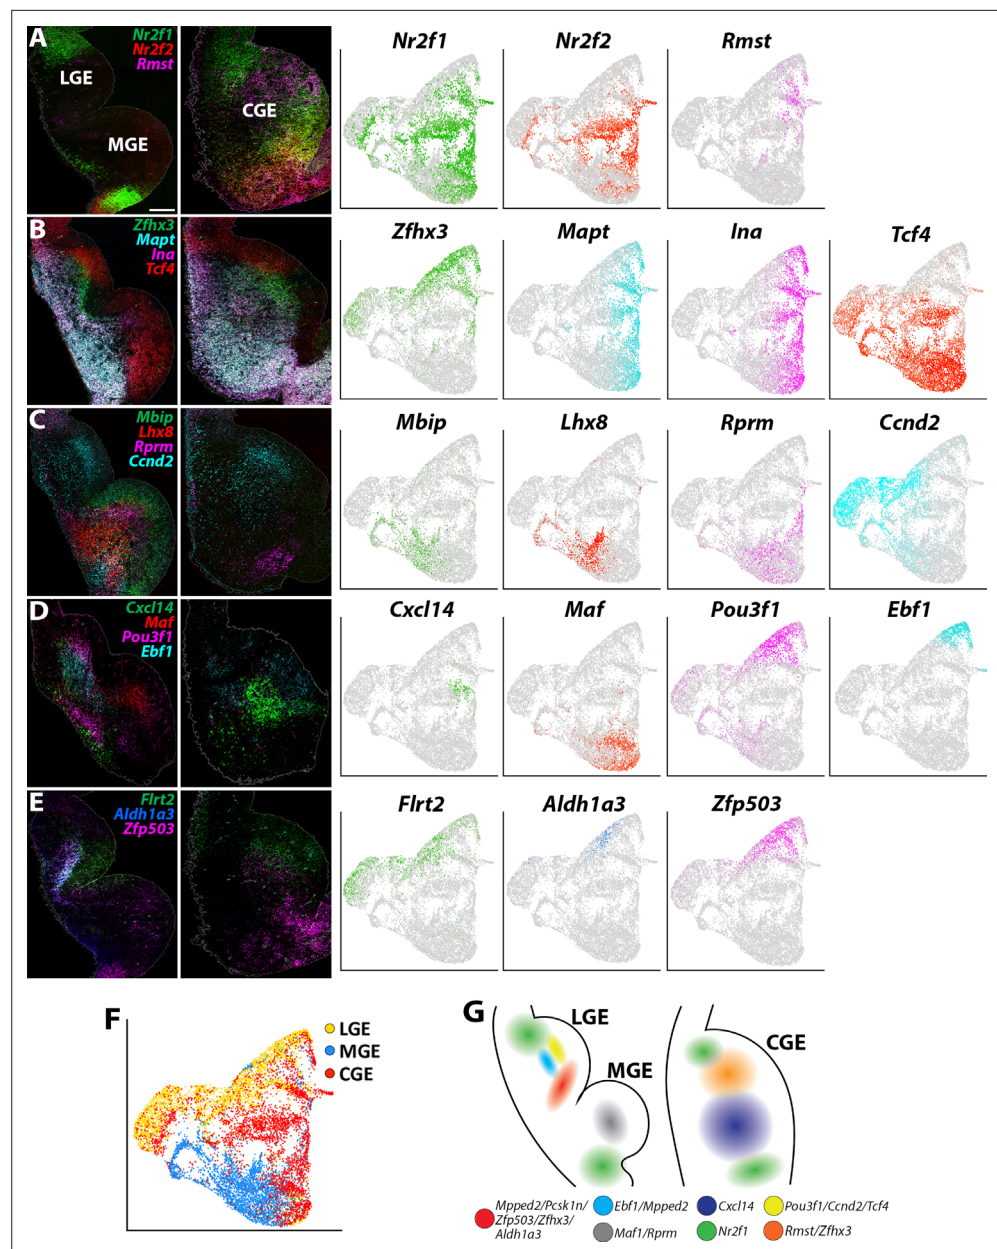 A
Nr2f1
Nr2f2
Rmst
LGE
MGE
CGE
Nr2f1
Nr2f2
Rmst
B
Zfhx3
Mapt
Ina
Tcf4
Zfhx3
Mapt
Ina
Tcf4
C
Mbip
Lhx8
Rprm
Ccnd2
Mbip
Lhx8
Rprm
Ccnd2
D
Cxcl14
Maf
Pou3f1
Ebf1
Cxcl14
Maf
Pou3f1
Ebf1
E
Flrt2
Aldh1a3
Zfp503
Flrt2
Aldh1a3
Zfp503
F
LGE
MGE
CGE
G
LGE
MGE
CGE
Mpped2/Pcsk1n/
Zfp503/Zfhx3/
Aldh1a3
Ebf1/Mpped2
Maf1/Rprm
Cxcl14
Nr2f1
Pou3f1/Ccnd2/Tcf4
Rmst/Zfhx3